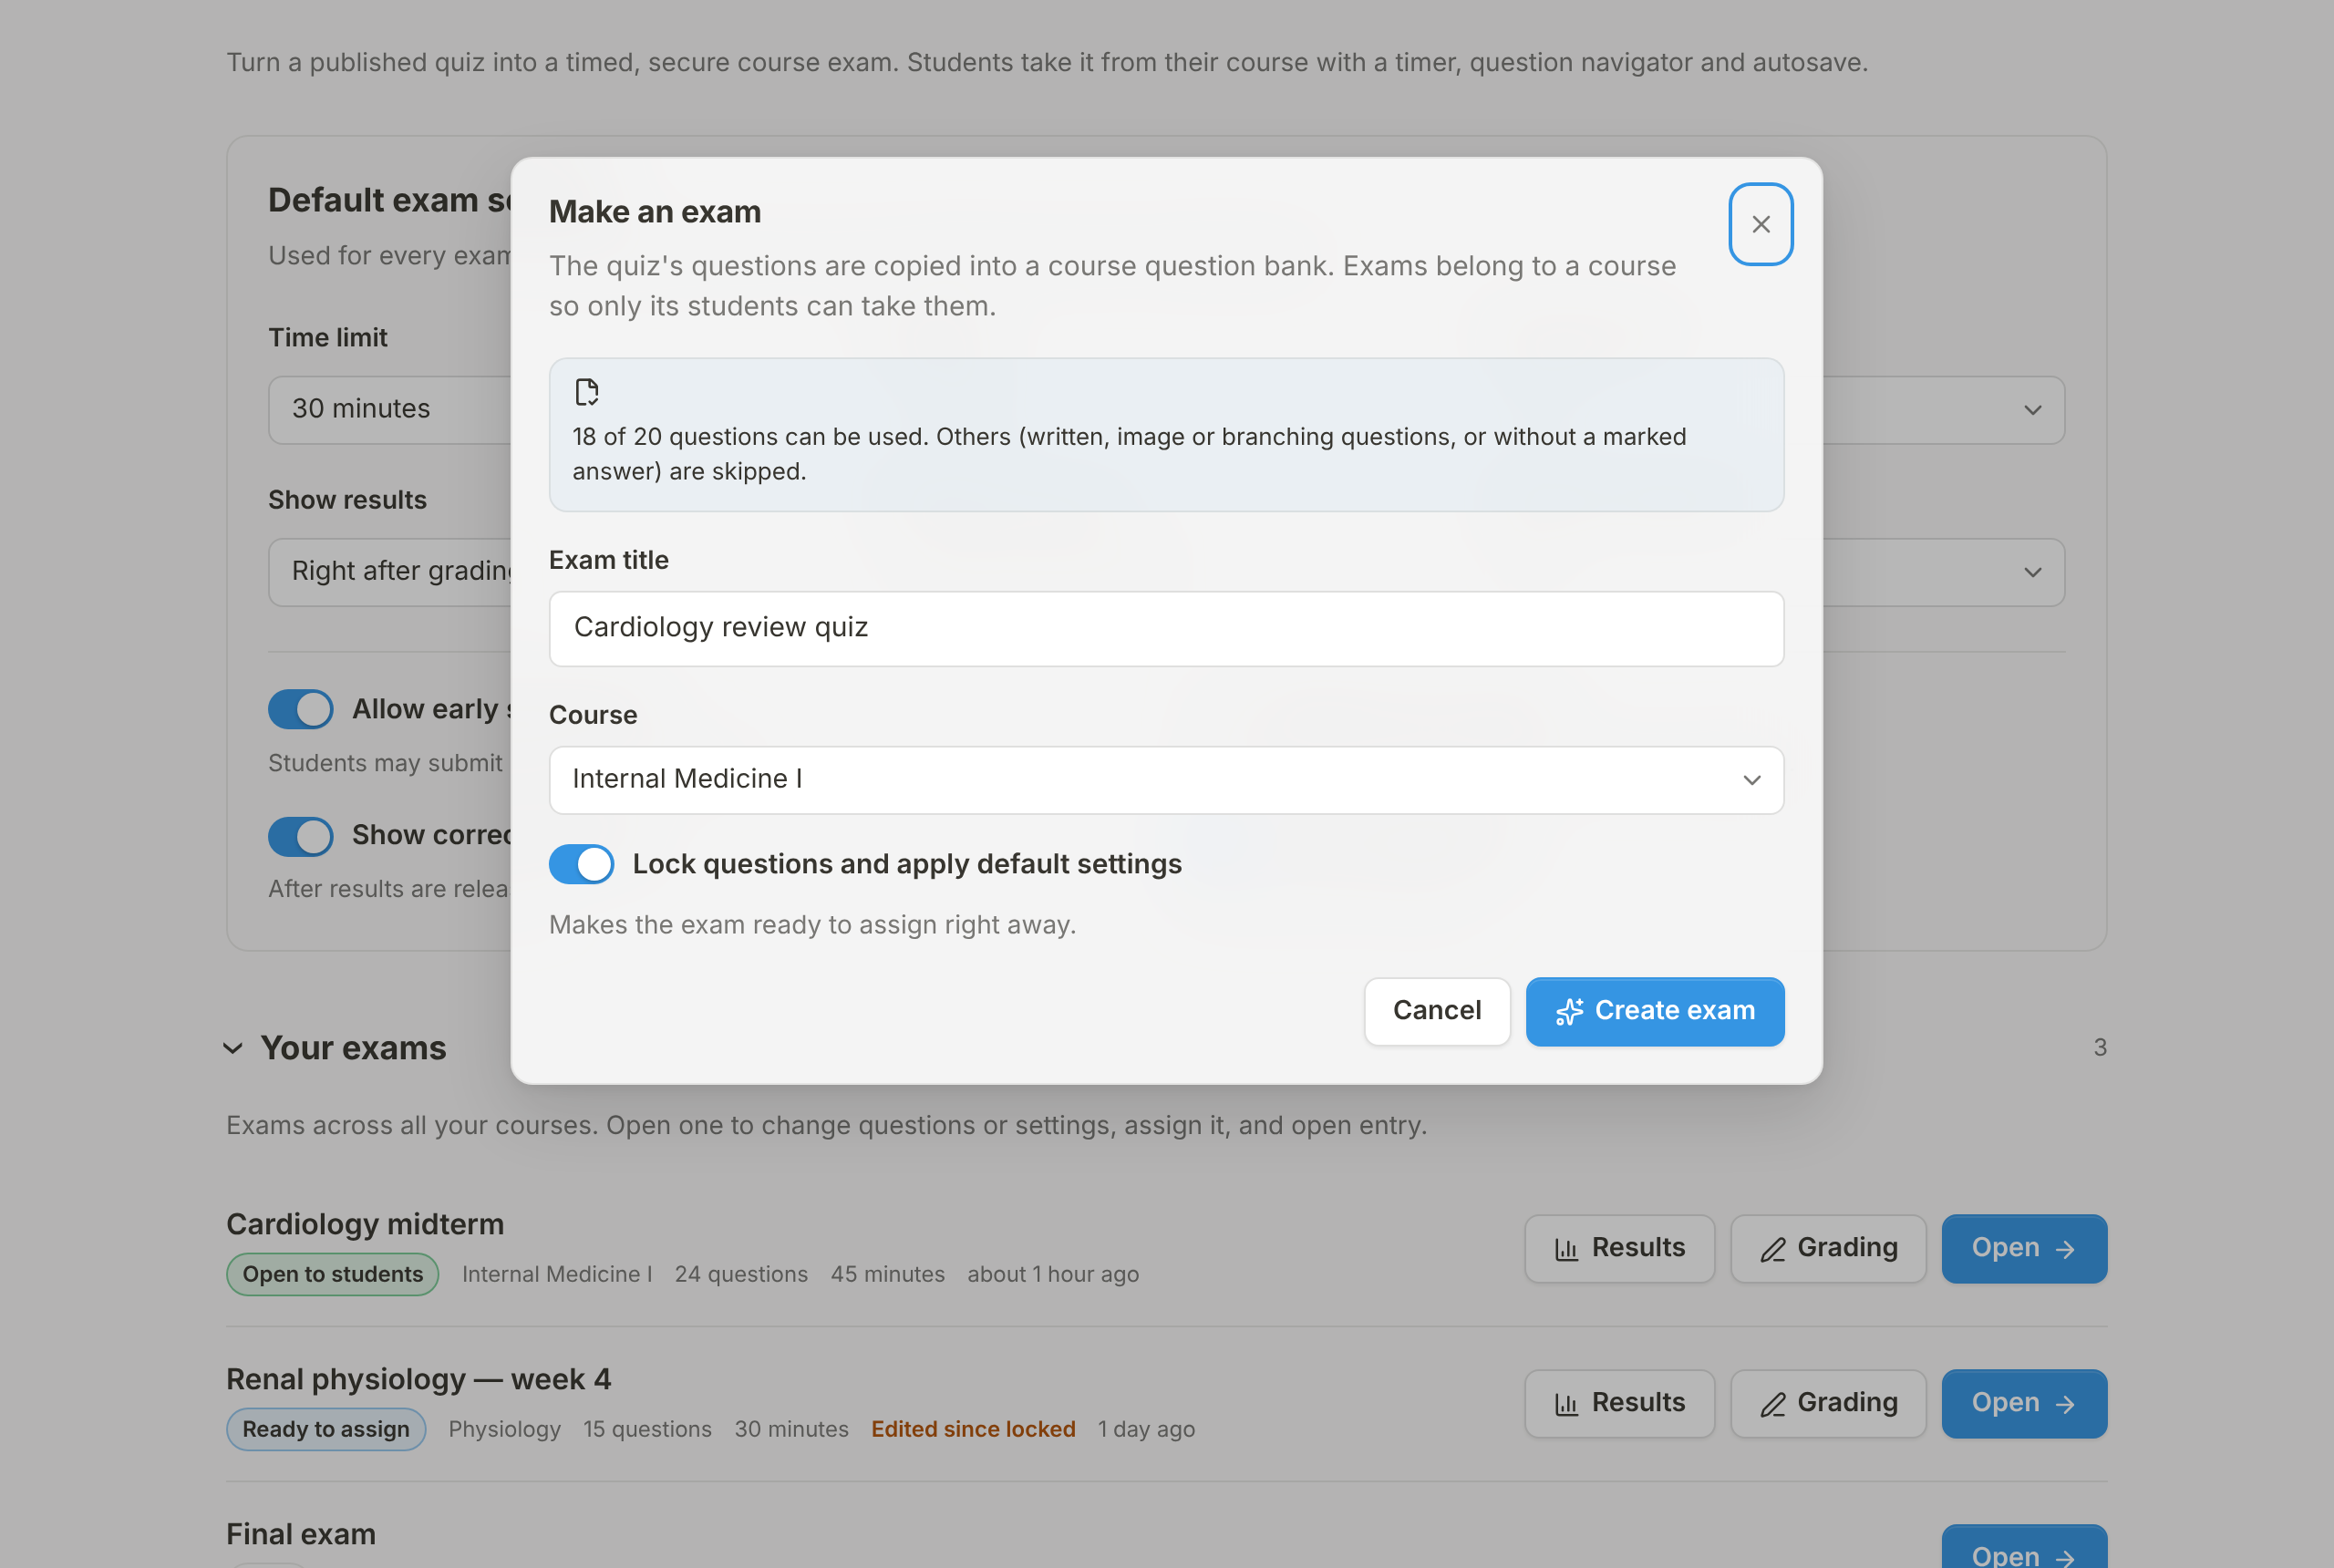 Turn a published quiz into a timed, secure course exam. Students take it from their course with a timer, question navigator and autosave.
Default exam
Used for every exam
Time limit
30 minutes
Show results
Right after grading
Allow early
Students may submit
Show correc
After results are relea
Make an exam
The quiz's questions are copied into a course question bank. Exams belong to a course
so only its students can take them.
18 of 20 questions can be used. Others (written, image or branching questions, or without a marked
answer) are skipped.
Exam title
Cardiology review quiz
Course
Internal Medicine I
Lock questions and apply default settings
Makes the exam ready to assign right away.
Cancel
Create exam
Your exams
3
Exams across all your courses. Open one to change questions or settings, assign it, and open entry.
Cardiology midterm
Results
Grading
Open
Open to students Internal Medicine I 24 questions 45 minutes about 1 hour ago
Renal physiology — week 4
Results
Grading
Open
Ready to assign Physiology 15 questions 30 minutes Edited since locked 1 day ago
Final exam
Open